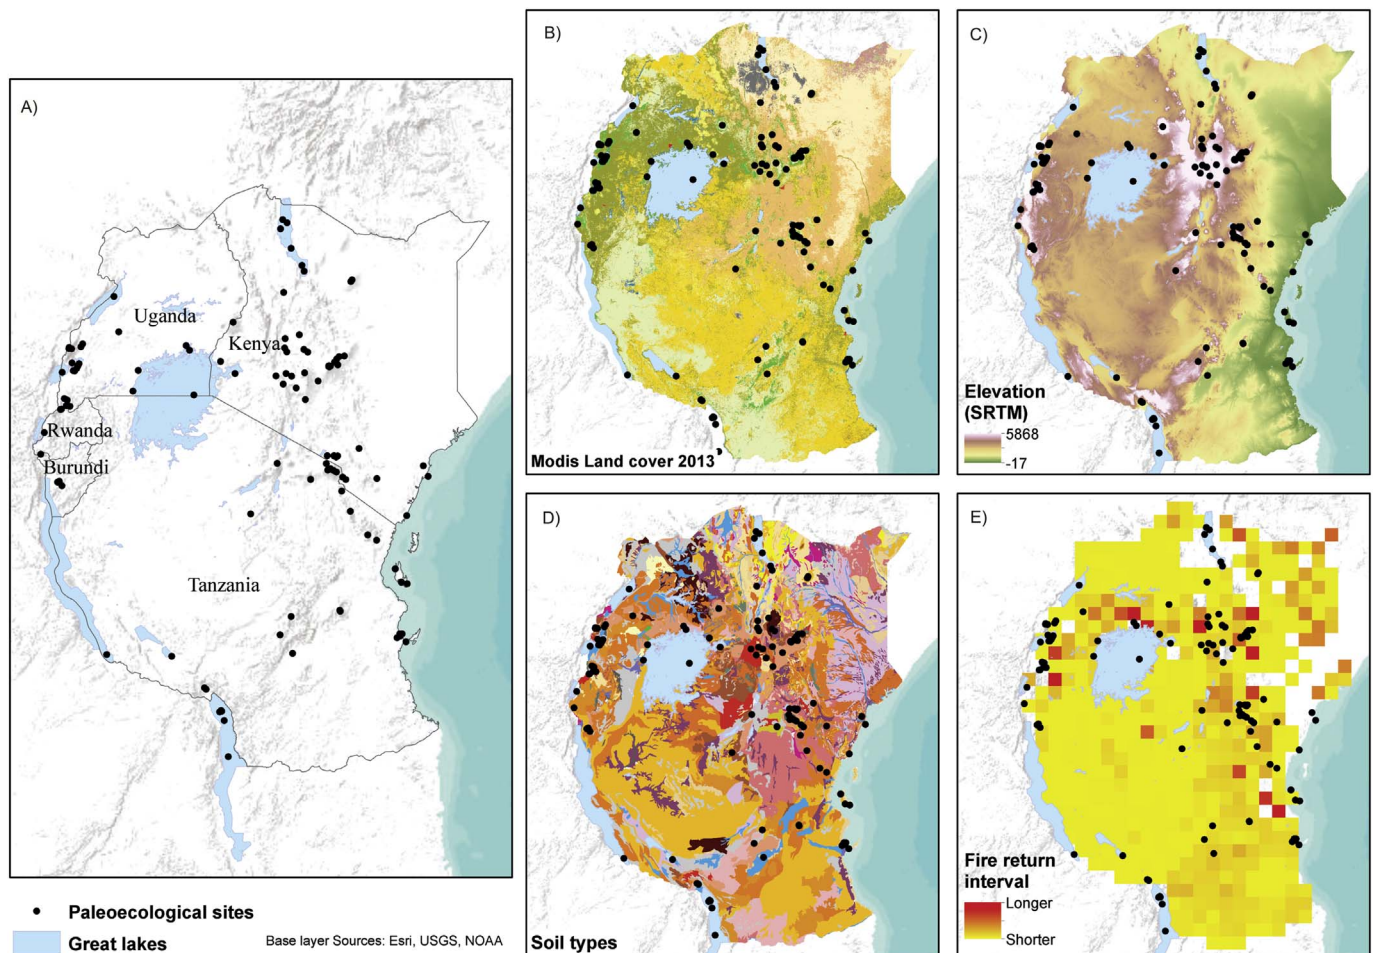 A)
Uganda
Kenya
Rwanda
Burundi
Tanzania
Paleoecological sites
Great lakes
Base layer Sources: Esri, USGS, NOAA
B)
Modis Land cover 2013
C)
Elevation
(SRTM)
5868
-17
D)
Soil types
E)
Fire return
interval
Longer
Shorter